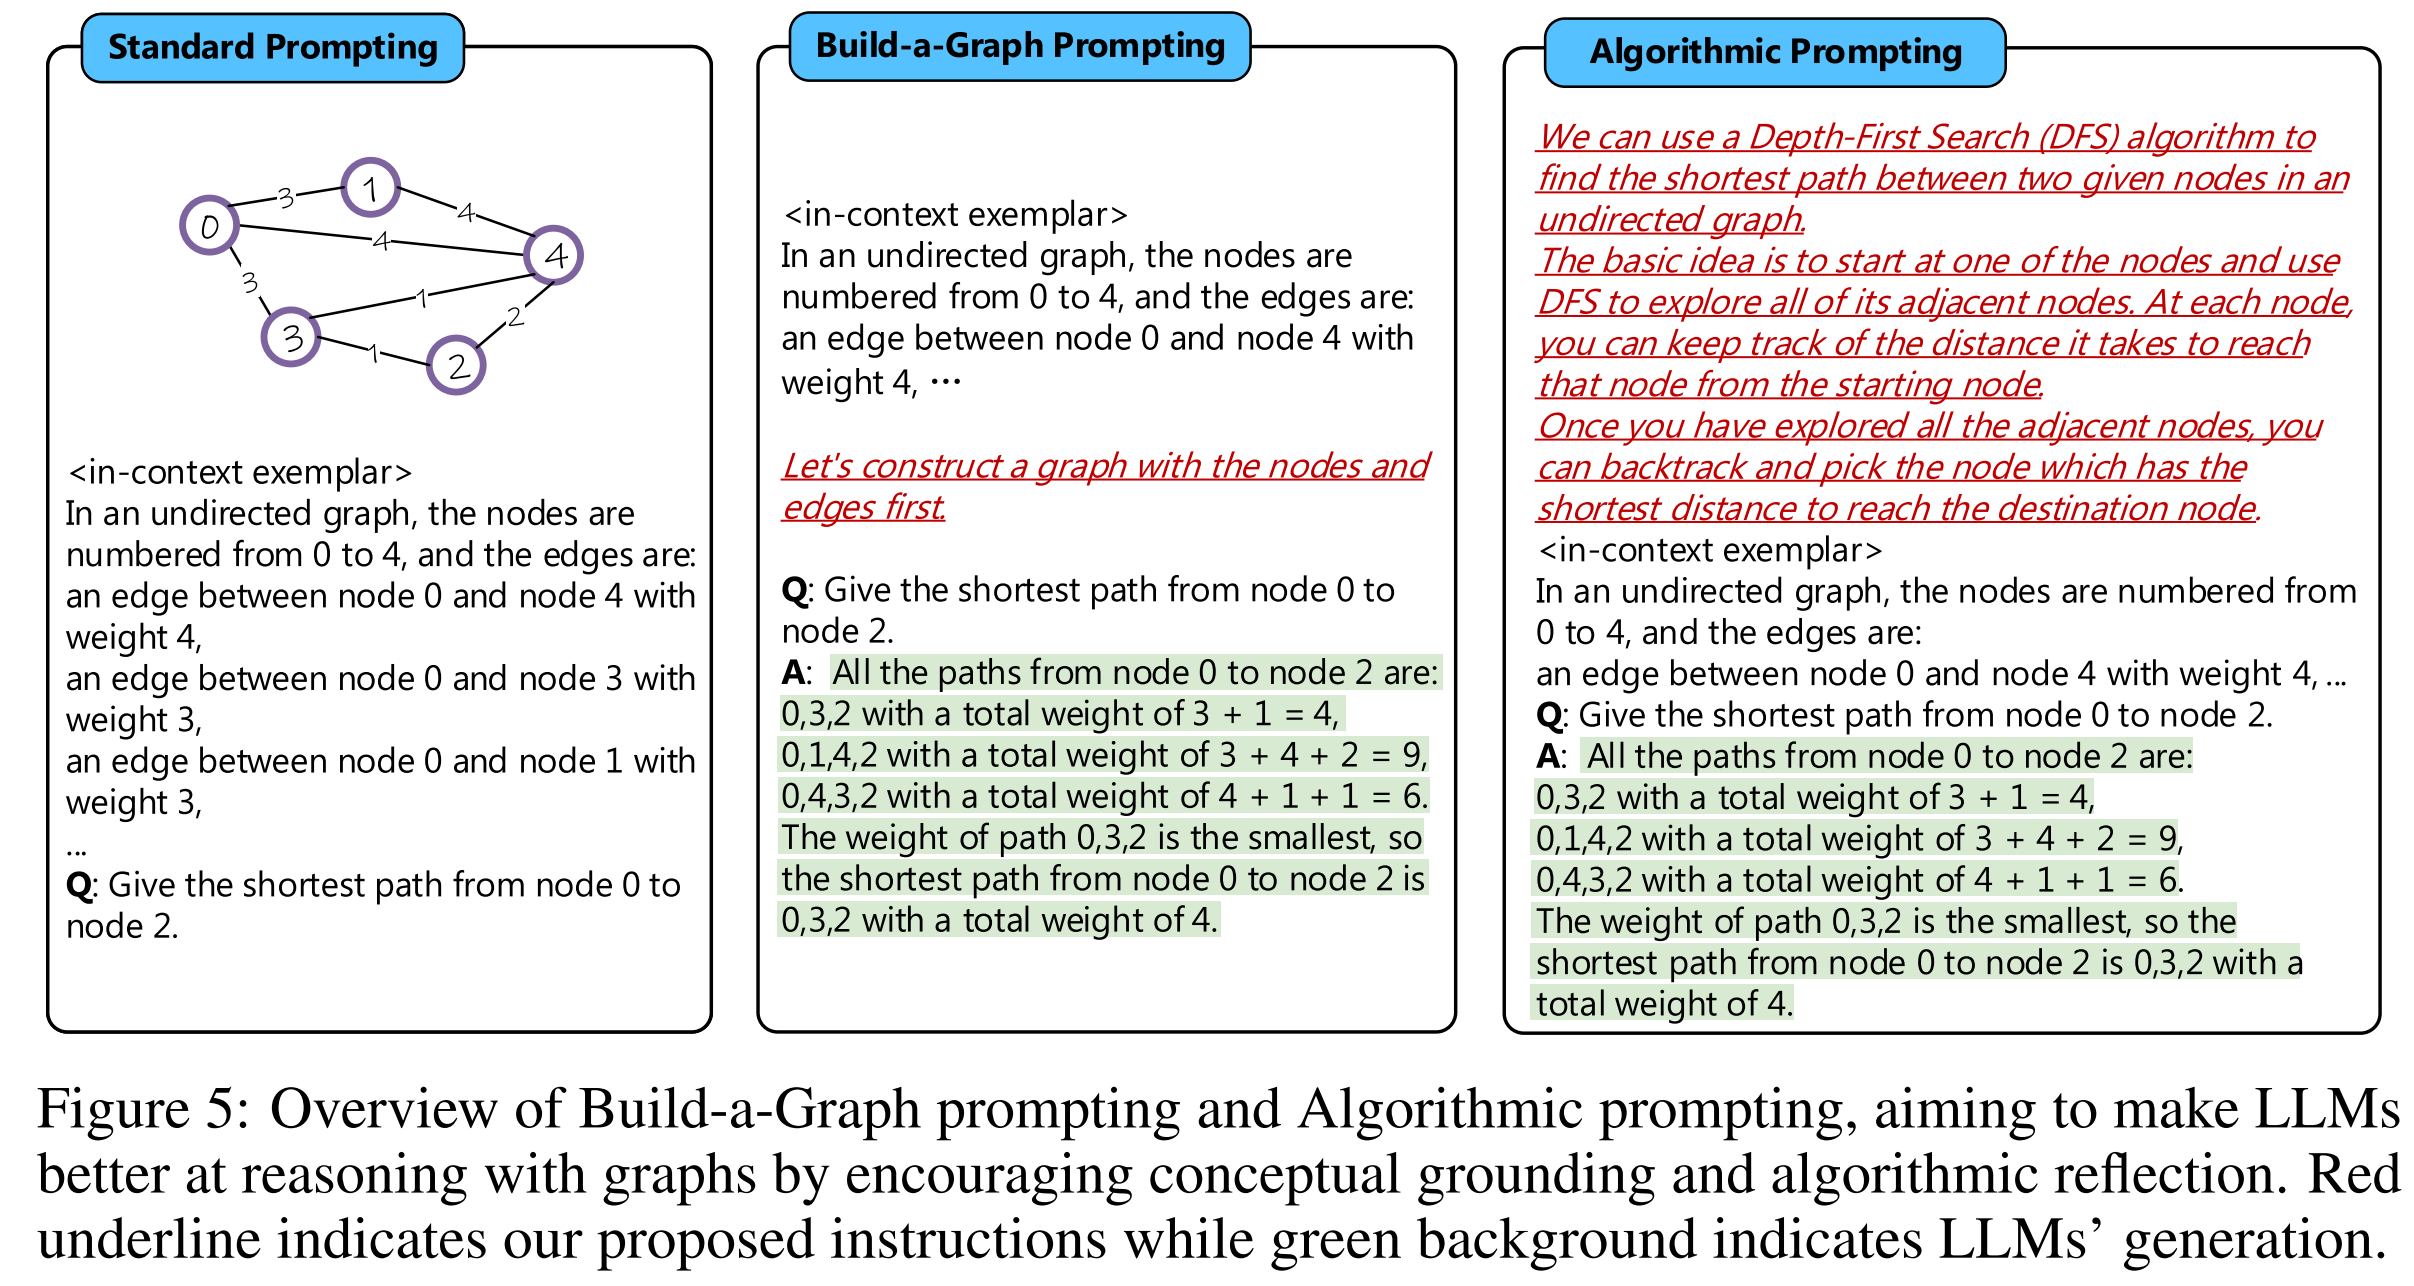 Standard Prompting
0
1
4
3
2
3
4
4
3
1
1
2
<in-context exemplar>
In an undirected graph, the nodes are
numbered from 0 to 4, and the edges are:
an edge between node 0 and node 4 with
weight 4,
an edge between node 0 and node 3 with
weight 3,
an edge between node 0 and node 1 with
weight 3,
...
Q: Give the shortest path from node 0 to
node 2.
Build-a-Graph Prompting
<in-context exemplar>
In an undirected graph, the nodes are
numbered from 0 to 4, and the edges are:
an edge between node 0 and node 4 with
weight 4, ···
Let's construct a graph with the nodes and
edges first.
Q: Give the shortest path from node 0 to
node 2.
A: All the paths from node 0 to node 2 are:
0,3,2 with a total weight of 3 + 1 = 4,
0,1,4,2 with a total weight of 3 + 4 + 2 = 9,
0,4,3,2 with a total weight of 4 + 1 + 1 = 6.
The weight of path 0,3,2 is the smallest, so
the shortest path from node 0 to node 2 is
0,3,2 with a total weight of 4.
Algorithmic Prompting
We can use a Depth-First Search (DFS) algorithm to
find the shortest path between two given nodes in an
undirected graph.
The basic idea is to start at one of the nodes and use
DFS to explore all of its adjacent nodes. At each node,
you can keep track of the distance it takes to reach
that node from the starting node.
Once you have explored all the adjacent nodes, you
can backtrack and pick the node which has the
shortest distance to reach the destination node.
<in-context exemplar>
In an undirected graph, the nodes are numbered from
0 to 4, and the edges are:
an edge between node 0 and node 4 with weight 4, ...
Q: Give the shortest path from node 0 to node 2.
A: All the paths from node 0 to node 2 are:
0,3,2 with a total weight of 3 + 1 = 4,
0,1,4,2 with a total weight of 3 + 4 + 2 = 9,
0,4,3,2 with a total weight of 4 + 1 + 1 = 6.
The weight of path 0,3,2 is the smallest, so the
shortest path from node 0 to node 2 is 0,3,2 with a
total weight of 4.
Figure 5: Overview of Build-a-Graph prompting and Algorithmic prompting, aiming to make LLMs
better at reasoning with graphs by encouraging conceptual grounding and algorithmic reflection. Red
underline indicates our proposed instructions while green background indicates LLMs’ generation.